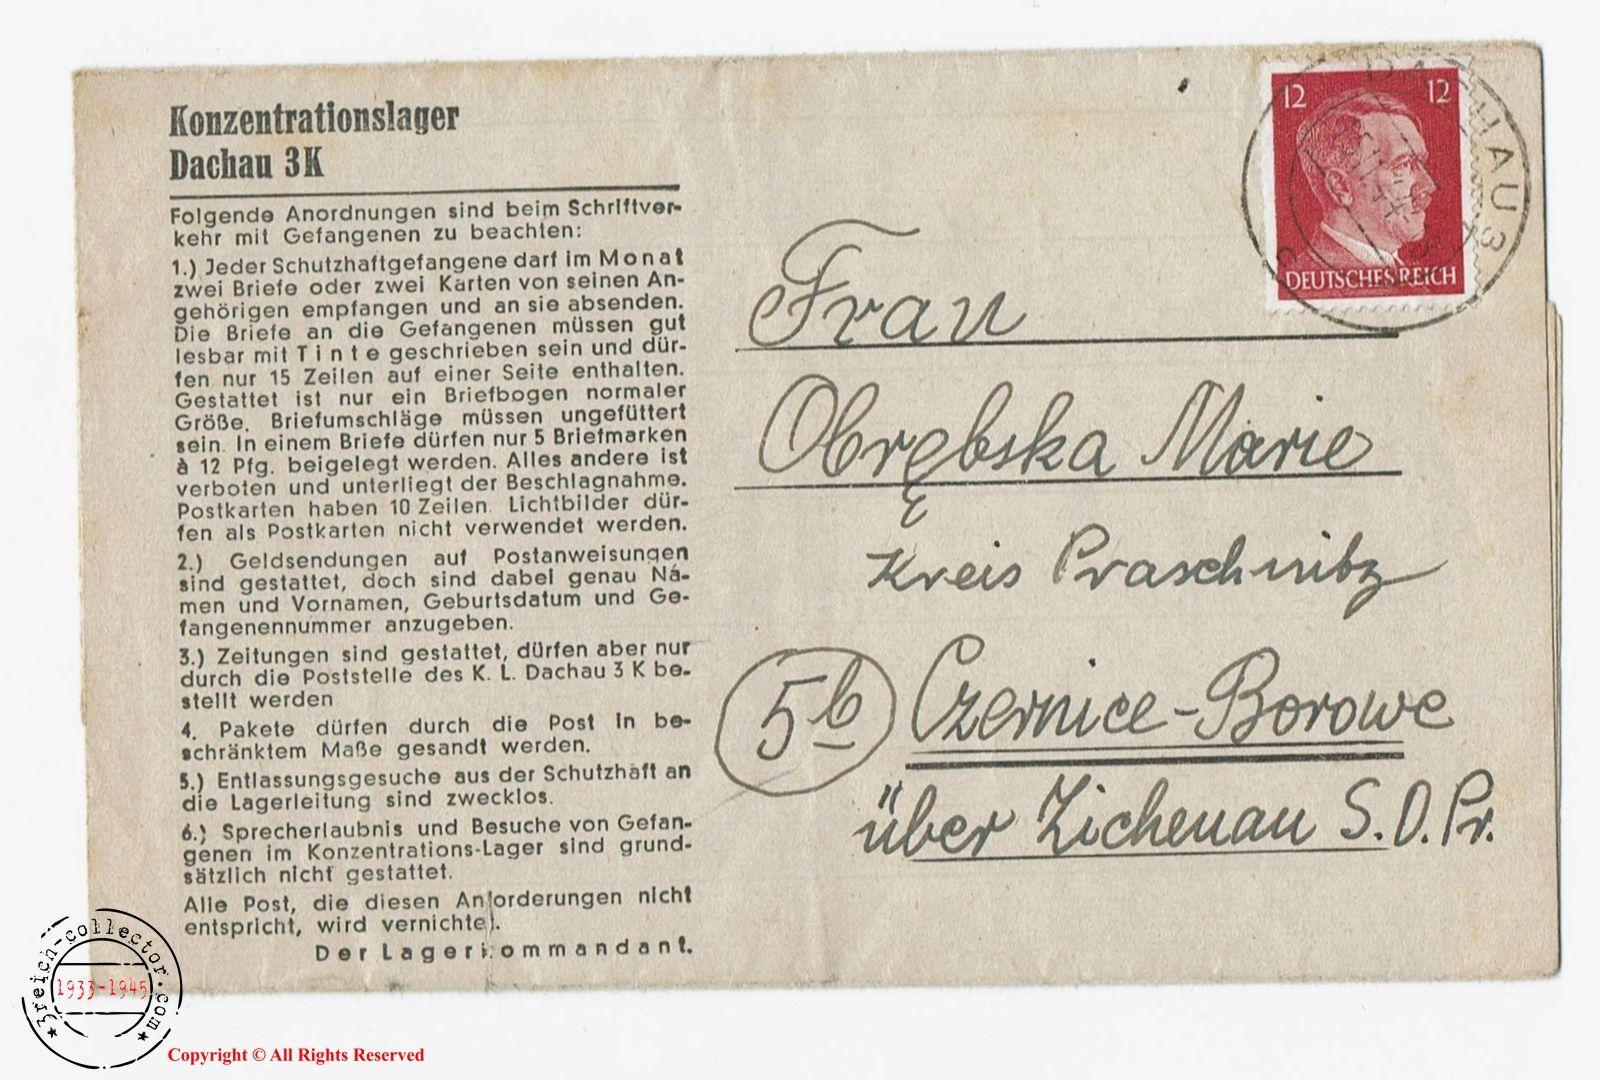 Konzentrationslager
Dachau 3K
Folgende Anordnungen sind beim Schriftver-
kehr mit Gefangenen zu beachten:
1.) Jeder Schutzhaftgefangene darf im Monat
zwei Briefe oder zwei Karten von seinen An-
gehörigen empfangen und an sie absenden.
Die Briefe an die Gefangenen müssen gut
lesbar mit Tinte geschrieben sein und dür-
fen nur 15 Zeilen auf einer Seite enthalten.
Gestattet ist nur ein Briefbogen normaler
Größe. Briefumschläge müssen ungefüttert
sein. In einem Briefe dürfen nur 5 Briefmarken
à 12 Pfg. beigelegt werden. Alles andere ist
verboten und unterliegt der Beschlagnahme.
Postkarten haben 10 Zeilen. Lichtbilder dür-
fen als Postkarten nicht verwendet werden.
2.) Geldsendungen auf Postanweisungen
sind gestattet, doch sind dabei genau Na-
men und Vornamen, Geburtsdatum und Ge-
fangenennummer anzugeben.
3.) Zeitungen sind gestattet, dürfen aber nur
durch die Poststelle des K. L. Dachau 3 K be-
stellt werden
4. Pakete dürfen durch die Post in be-
schränktem Maße gesandt werden.
5.) Entlassungsgesuche aus der Schutzhaft an
die Lagerleitung sind zwecklos.
6.) Sprecherlaubnis und Besuche von Gefan-
genen im Konzentrations-Lager sind grund-
sätzlich nicht gestattet.
Alle Post, die diesen Anforderungen nicht
entspricht, wird vernichtet.
Der Lagerkommandant.
12 12
DEUTSCHES REICH
DACHAU 3
Frau
Obrębska Marie
Kreis Praschnitz
5b Czernice-Borowe
über Zichenau S.O.Pr.
3reich-collector.com
1933-1945
Copyright © All Rights Reserved